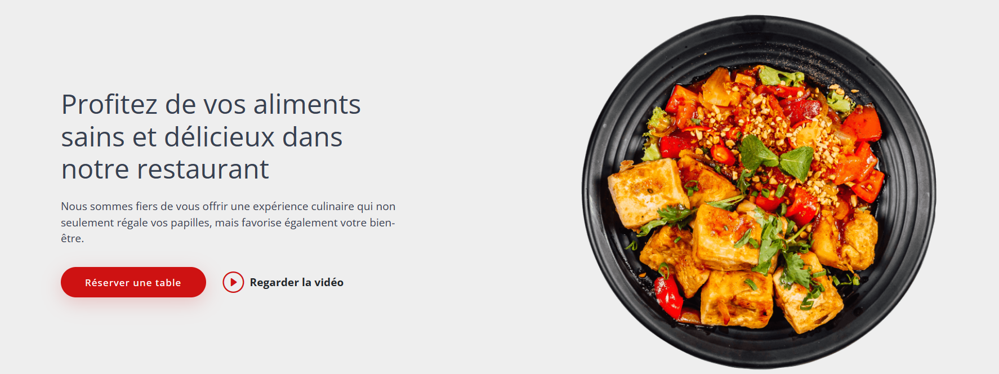 Profitez de vos aliments
sains et délicieux dans
notre restaurant
Nous sommes fiers de vous offrir une expérience culinaire qui non
seulement régale vos papilles, mais favorise également votre bien-
être.
Réserver une table
Regarder la vidéo